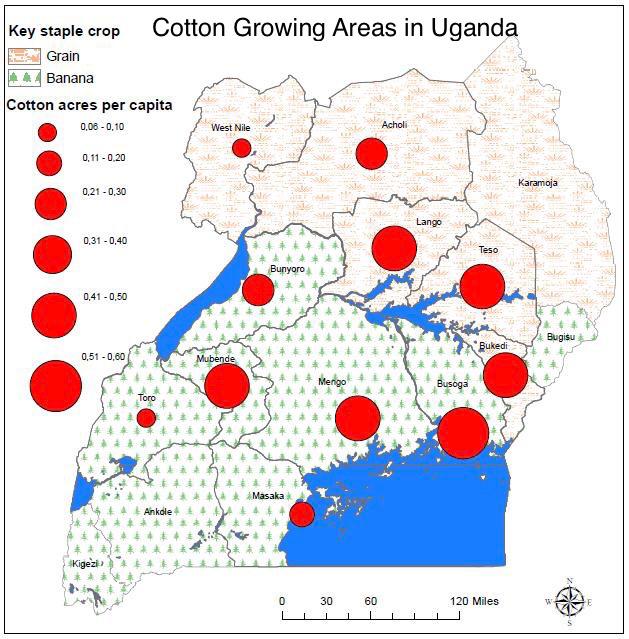 Cotton Growing Areas in Uganda
Key staple crop
Grain
Banana
Cotton acres per capita
0,06 - 0,10
0,11 - 0,20
0,21 - 0,30
0,31 - 0,40
0,41 - 0,50
0,51 - 0,60
West Nile
Acholi
Karamoja
Lango
Teso
Bunyoro
Bugisu
Bukedi
Mubende
Mengo
Busoga
Toro
Masaka
Ankole
Kigezi
0 30 60 120 Miles
N
W E
S